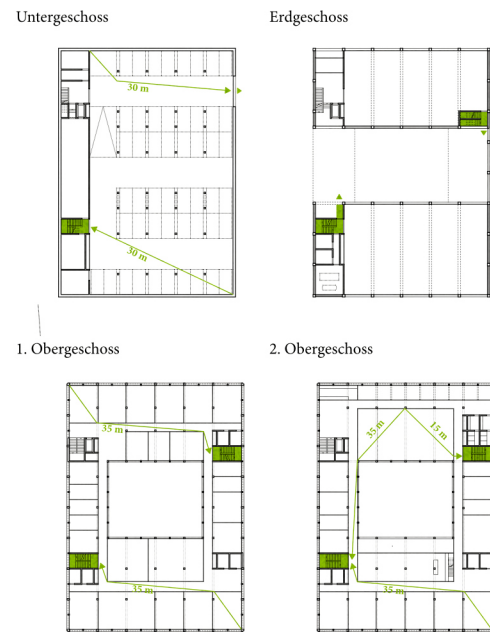 Untergeschoss
Erdgeschoss
30 m
30 m
1. Obergeschoss
2. Obergeschoss
35 m
35 m
35 m
15 m
35 m